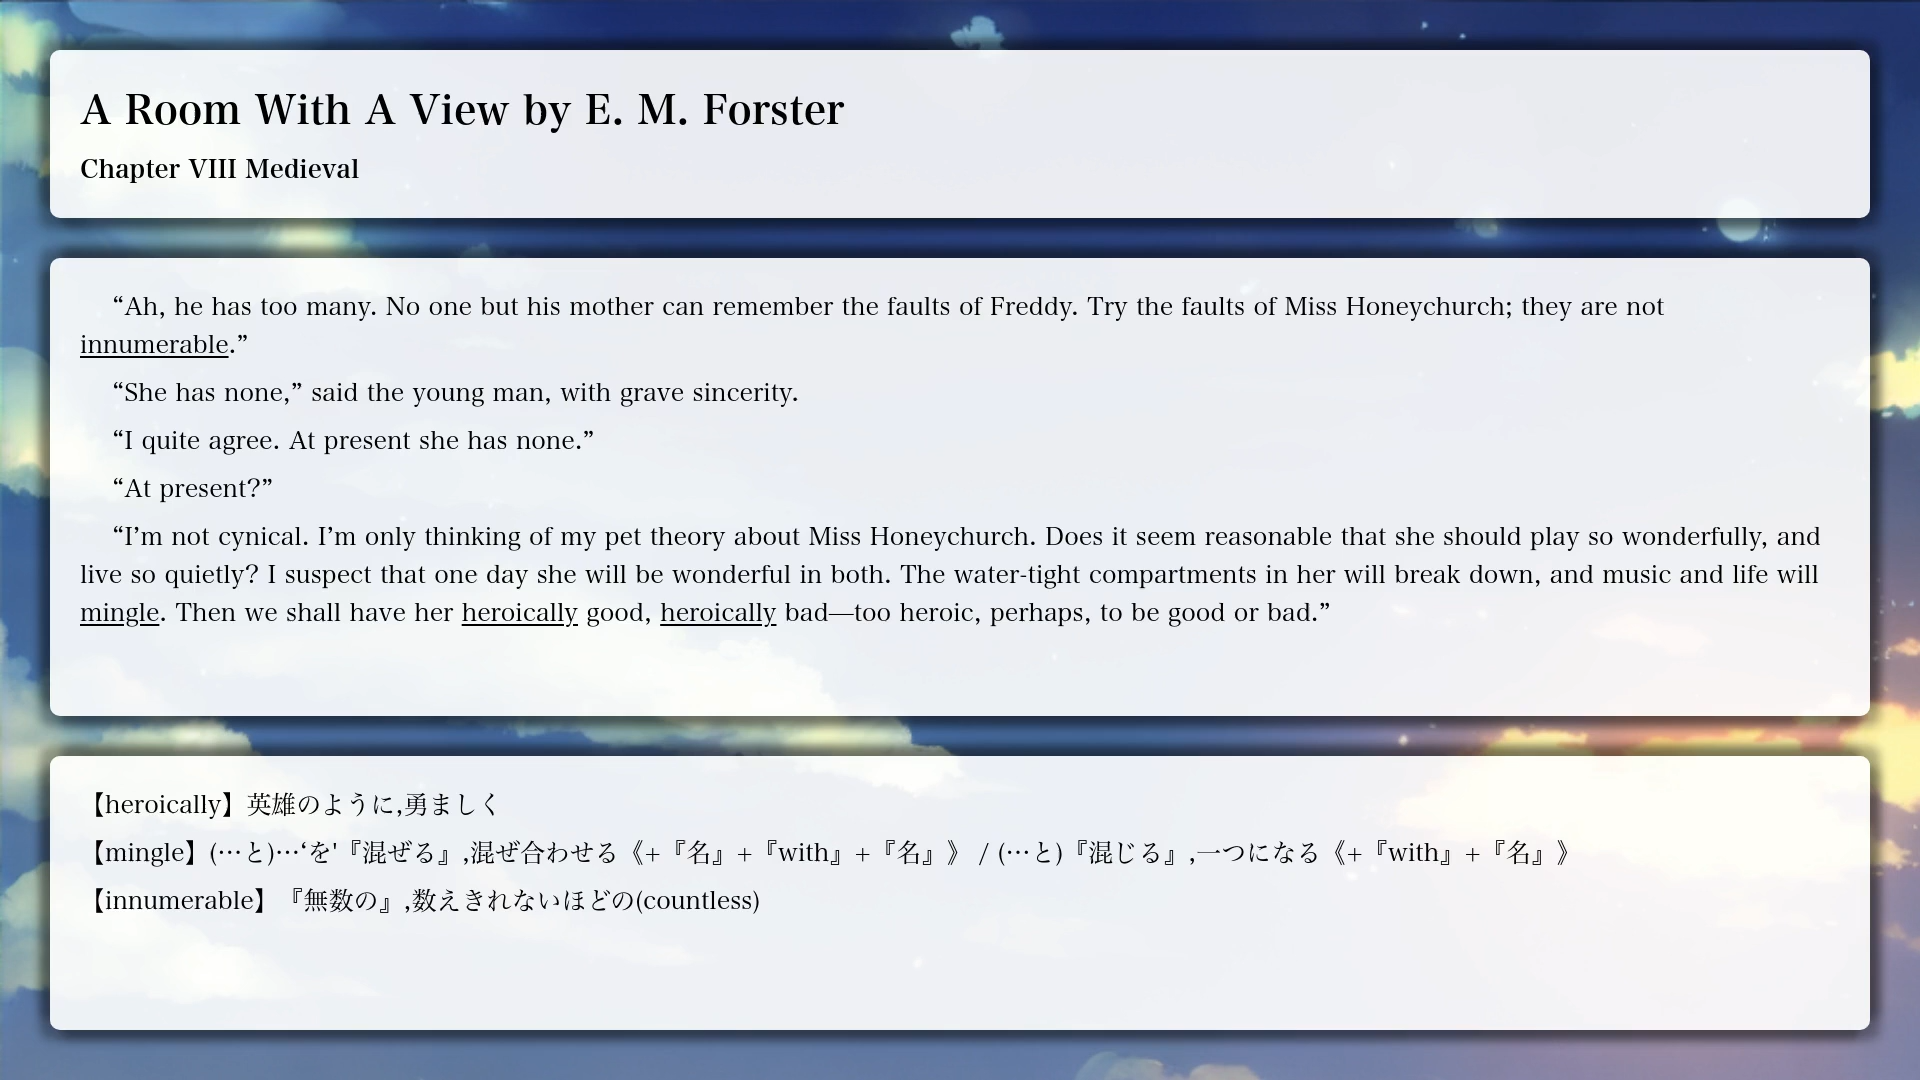 A Room With A View by E. M. Forster
Chapter VIII Medieval
“Ah, he has too many. No one but his mother can remember the faults of Freddy. Try the faults of Miss Honeychurch; they are not
innumerable.”
“She has none,” said the young man, with grave sincerity.
“I quite agree. At present she has none.”
“At present?”
“I’m not cynical. I’m only thinking of my pet theory about Miss Honeychurch. Does it seem reasonable that she should play so wonderfully, and
live so quietly? I suspect that one day she will be wonderful in both. The water-tight compartments in her will break down, and music and life will
mingle. Then we shall have her heroically good, heroically bad—too heroic, perhaps, to be good or bad.”
【heroically】英雄のように,勇ましく
【mingle】(…と)…‘を'『混ぜる』,混ぜ合わせる《+『名』+『with』+『名』》 / (…と)『混じる』,一つになる《+『with』+『名』》
【innumerable】『無数の』,数えきれないほどの(countless)